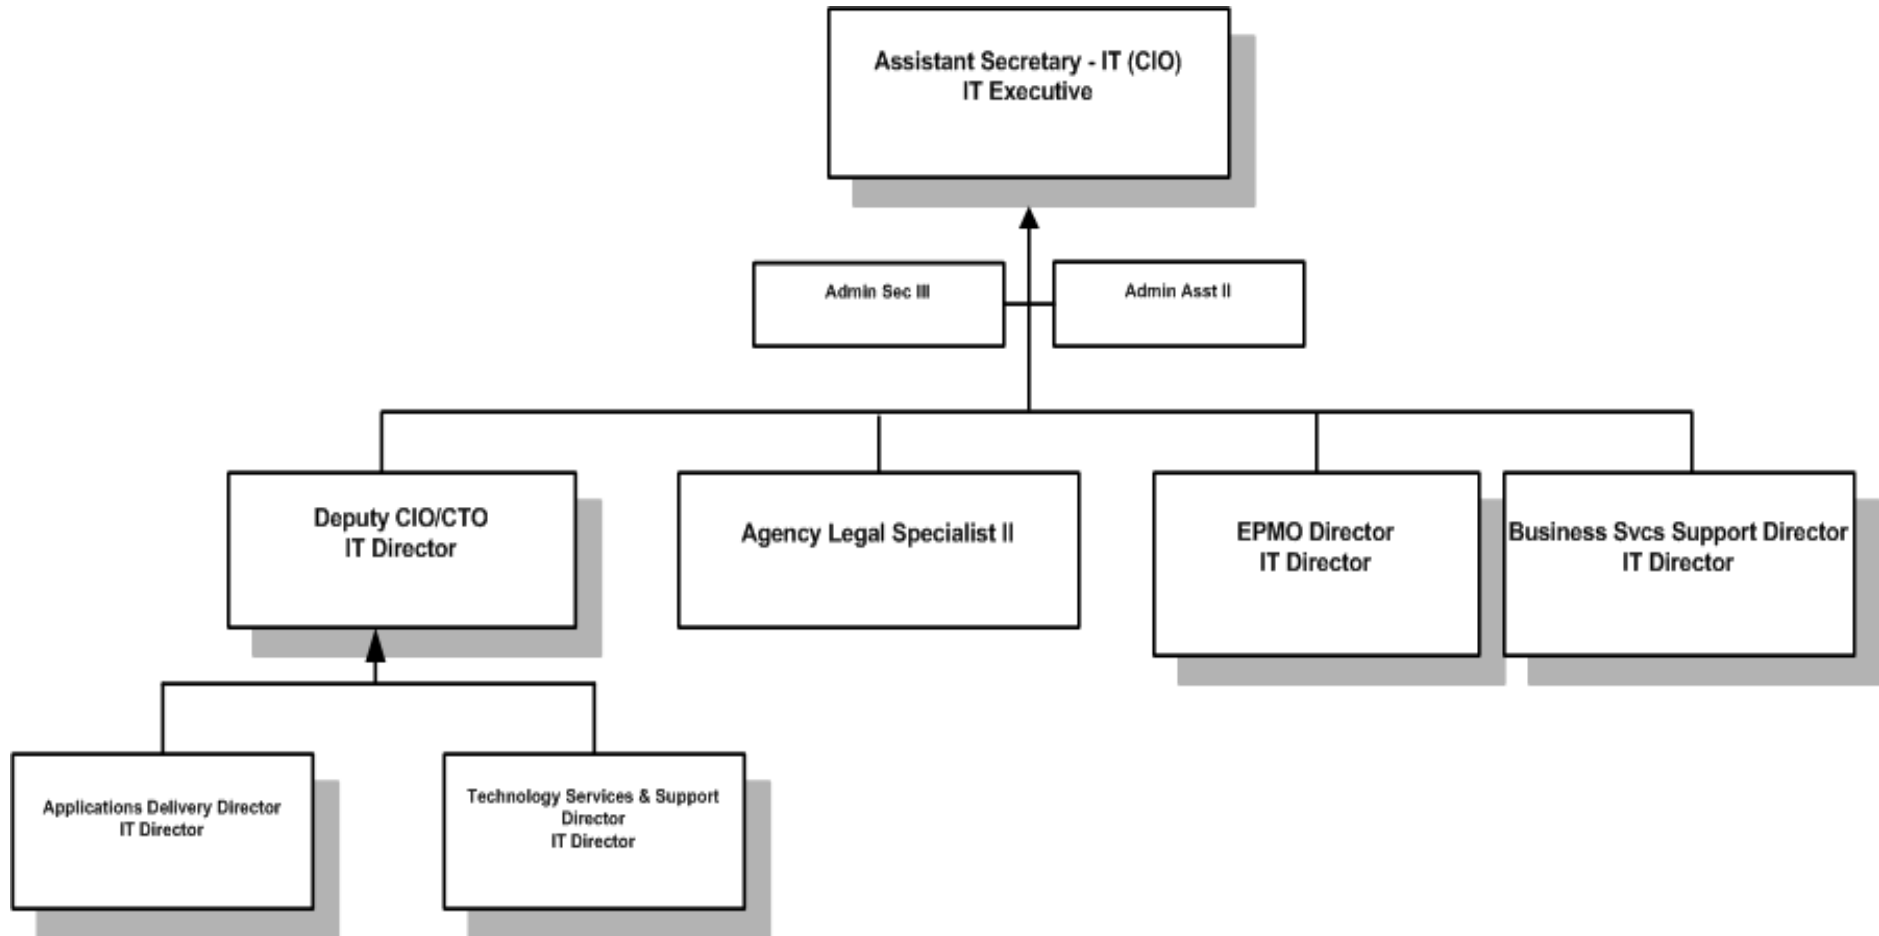 Assistant Secretary - IT (CIO)
IT Executive
Admin Sec III
Admin Asst II
Deputy CIO/CTO
IT Director
Agency Legal Specialist II
EPMO Director
IT Director
Business Svcs Support Director
IT Director
Applications Delivery Director
IT Director
Technology Services & Support
Director
IT Director